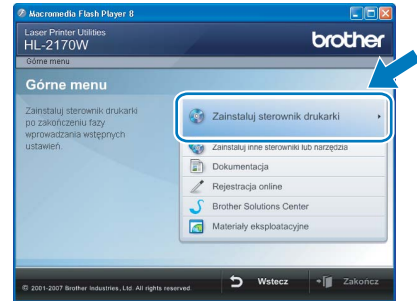 Macromedia Flash Player 8
Laser Printer Utilities
HL-2170W
brother
Górne menu
Górne menu
Zainstaluj sterownik drukarki
po zakończeniu fazy
wprowadzania wstępnych
ustawień.
Zainstaluj sterownik drukarki
Zainstaluj inne sterowniki lub narzędzia
Dokumentacja
Rejestracja online
Brother Solutions Center
Materiały eksploatacyjne
© 2001-2007 Brother Industries, Ltd. All rights reserved
Wstecz
Zakończ